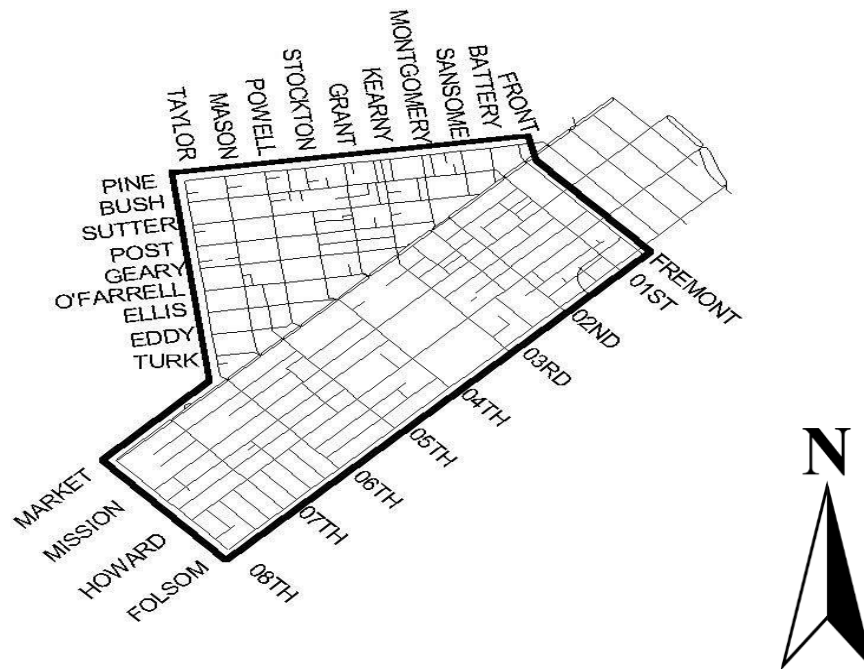 TAYLOR
MASON
POWELL
STOCKTON
GRANT
KEARNY
MONTGOMERY
SANSOME
BATTERY
FRONT
PINE
BUSH
SUTTER
POST
GEARY
O'FARRELL
ELLIS
EDDY
TURK
MARKET
MISSION
HOWARD
FOLSOM
08TH
07TH
06TH
05TH
04TH
03RD
02ND
01ST
FREMONT
N